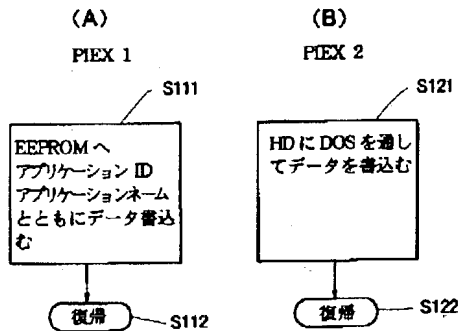 (A)
PIEX 1
S111
EEPROM へ
アプリケーション ID
アプリケーションネーム
とともにデータ書込
む
復帰
S112
(B)
PIEX 2
S121
HD に DOS を通し
てデータを書込む
復帰
S122